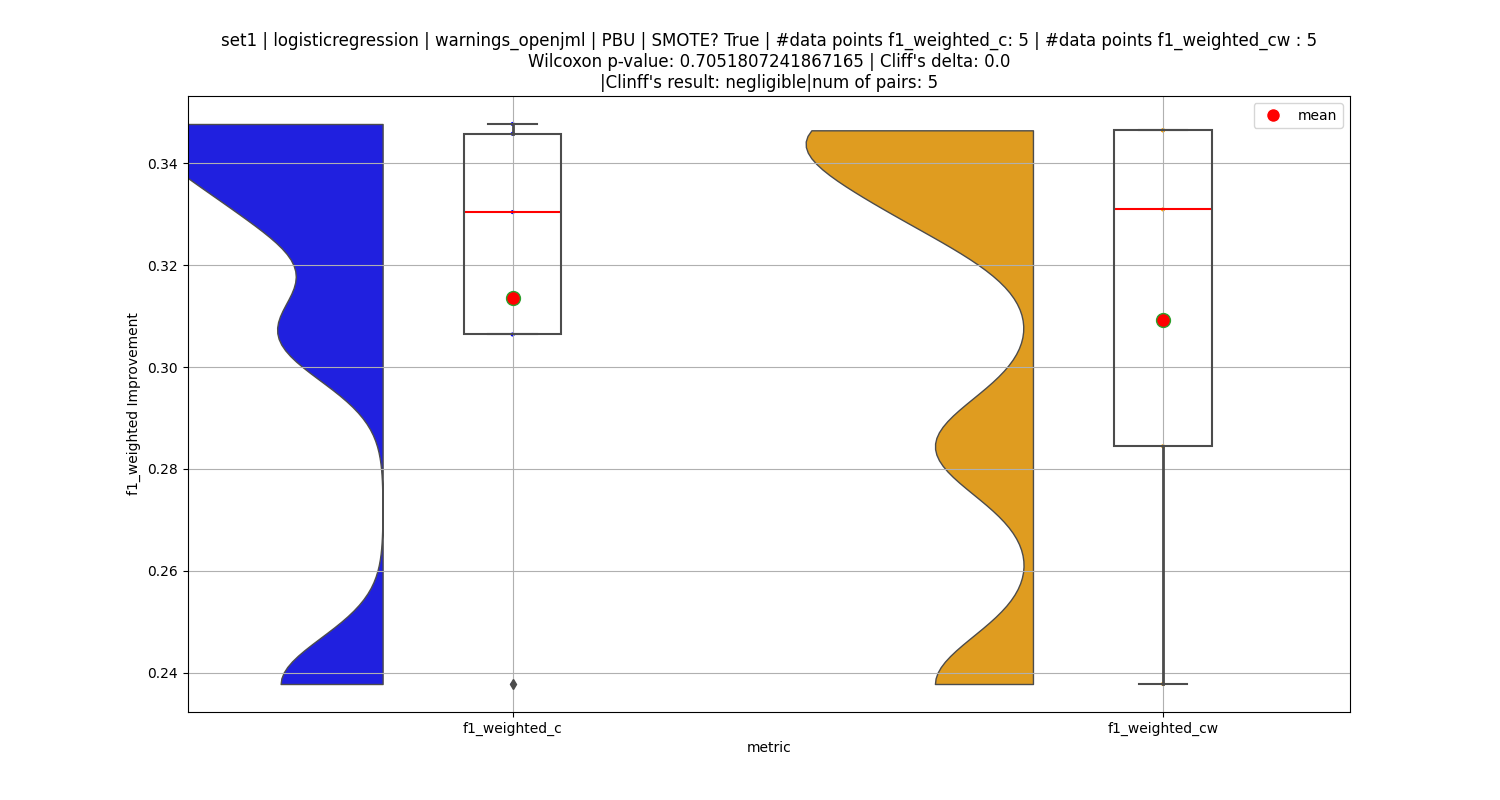 set1 | logisticregression | warnings_openjml | PBU | SMOTE? True | #data points f1_weighted_c: 5 | #data points f1_weighted_cw : 5
Wilcoxon p-value: 0.7051807241867165 | Cliff's delta: 0.0
|Clinff's result: negligible|num of pairs: 5
mean
0.34
0.32
0.30
0.28
0.26
0.24
f1_weighted Improvement
f1_weighted_c
f1_weighted_cw
metric